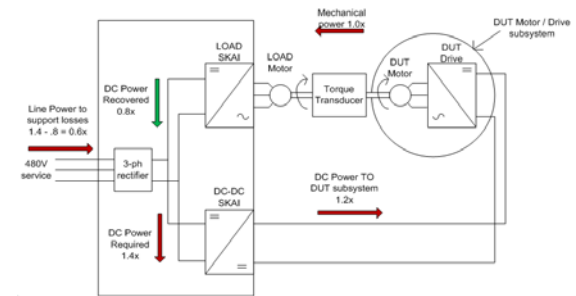 Mechanical
power 1.0x
DUT Motor / Drive
subsystem
LOAD
SKAI
LOAD
Motor
DUT
Motor
DUT
Drive
Torque
Transducer
DC Power
Recovered
0.8x
Line Power to
support losses
1.4 - .8 = 0.6x
480V
service
3-ph
rectifier
DC Power TO
DUT subsystem
1.2x
DC-DC
SKAI
DC Power
Required
1.4x